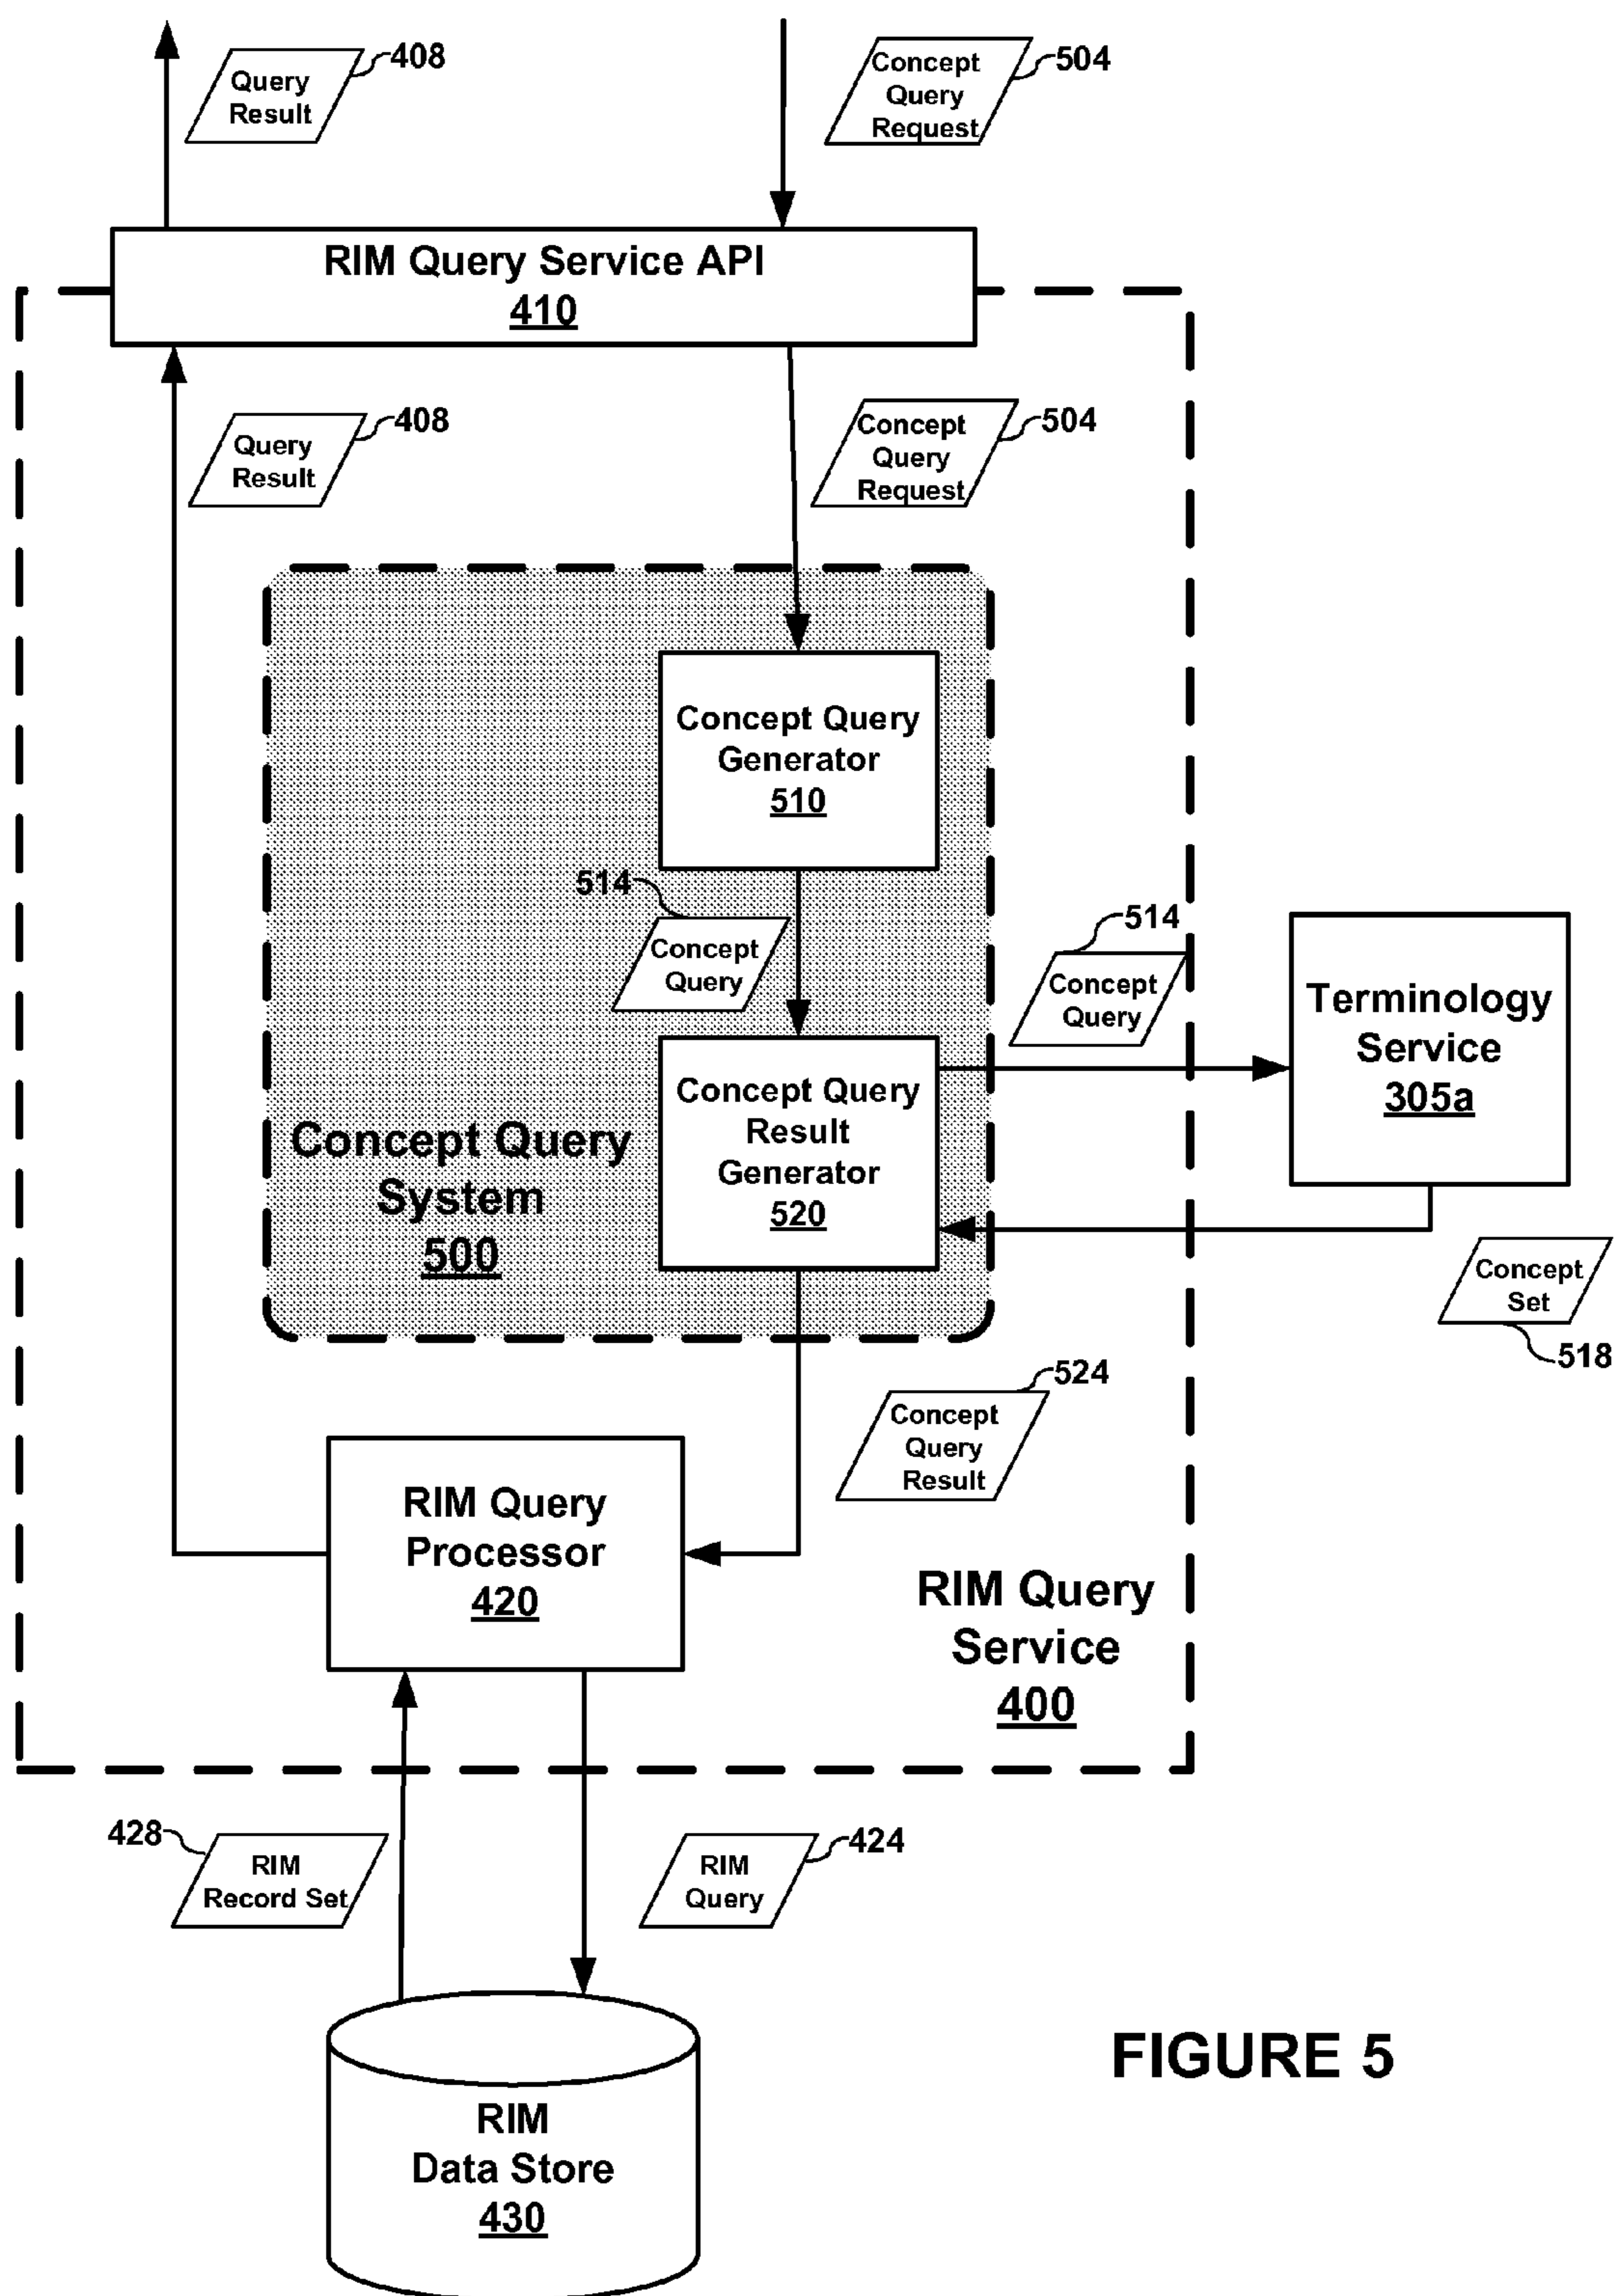 Query
Result
408
Concept
Query
Request
504
RIM Query Service API
410
Query
Result
408
Concept
Query
Request
504
Concept Query
Generator
510
514
Concept
Query
514
Concept
Query
Terminology
Service
305a
Concept Query
Result
Generator
520
Concept Query
System
500
Concept
Set
518
524
Concept
Query
Result
RIM Query
Processor
420
RIM Query
Service
400
428
RIM
Record Set
RIM
Query
424
RIM
Data Store
430
FIGURE 5